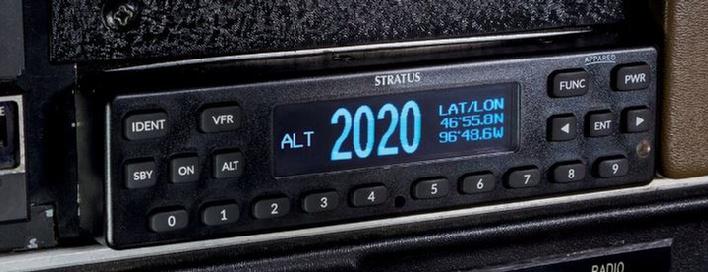 STRATUS
APPAREO
IDENT
VFR
ALT
2020
LAT/LON
46°55.8N
96°48.6W
FUNC
PWR
SBY
ON
ALT
◄
ENT
►
0
1
2
3
4
5
6
7
8
9
RADIO